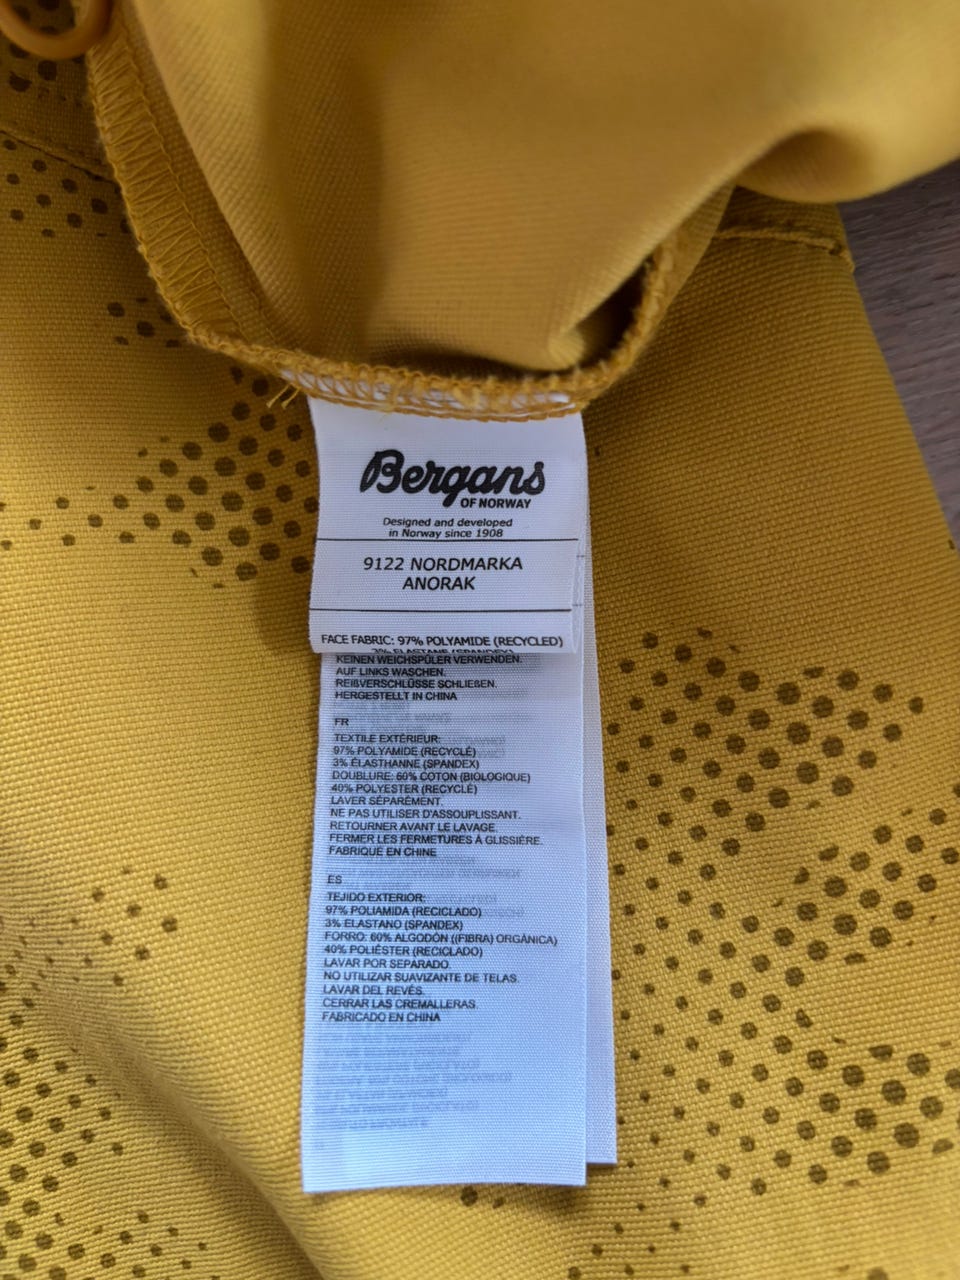 Bergans
OF NORWAY
Designed and developed
in Norway since 1908
9122 NORDMARKA
ANORAK
FACE FABRIC: 97% POLYAMIDE (RECYCLED)
3% ELASTANE (SPANDEX)
KEINEN WEICHSPÜLER VERWENDEN.
AUF LINKS WASCHEN.
REIßVERSCHLÜSSE SCHLIEßEN.
HERGESTELLT IN CHINA
FR
TEXTILE EXTÉRIEUR:
97% POLYAMIDE (RECYCLÉ)
3% ÉLASTHANNE (SPANDEX)
DOUBLURE: 60% COTON (BIOLOGIQUE)
40% POLYESTER (RECYCLÉ)
LAVER SÉPARÉMENT.
NE PAS UTILISER D'ASSOUPLISSANT.
RETOURNER AVANT LE LAVAGE.
FERMER LES FERMETURES À GLISSIÈRE.
FABRIQUÉ EN CHINE
ES
TEJIDO EXTERIOR:
97% POLIAMIDA (RECICLADO)
3% ELASTANO (SPANDEX)
FORRO: 60% ALGODÓN ((FIBRA) ORGÁNICA)
40% POLIÉSTER (RECICLADO)
LAVAR POR SEPARADO.
NO UTILIZAR SUAVIZANTE DE TELAS.
LAVAR DEL REVÉS.
CERRAR LAS CREMALLERAS.
FABRICADO EN CHINA